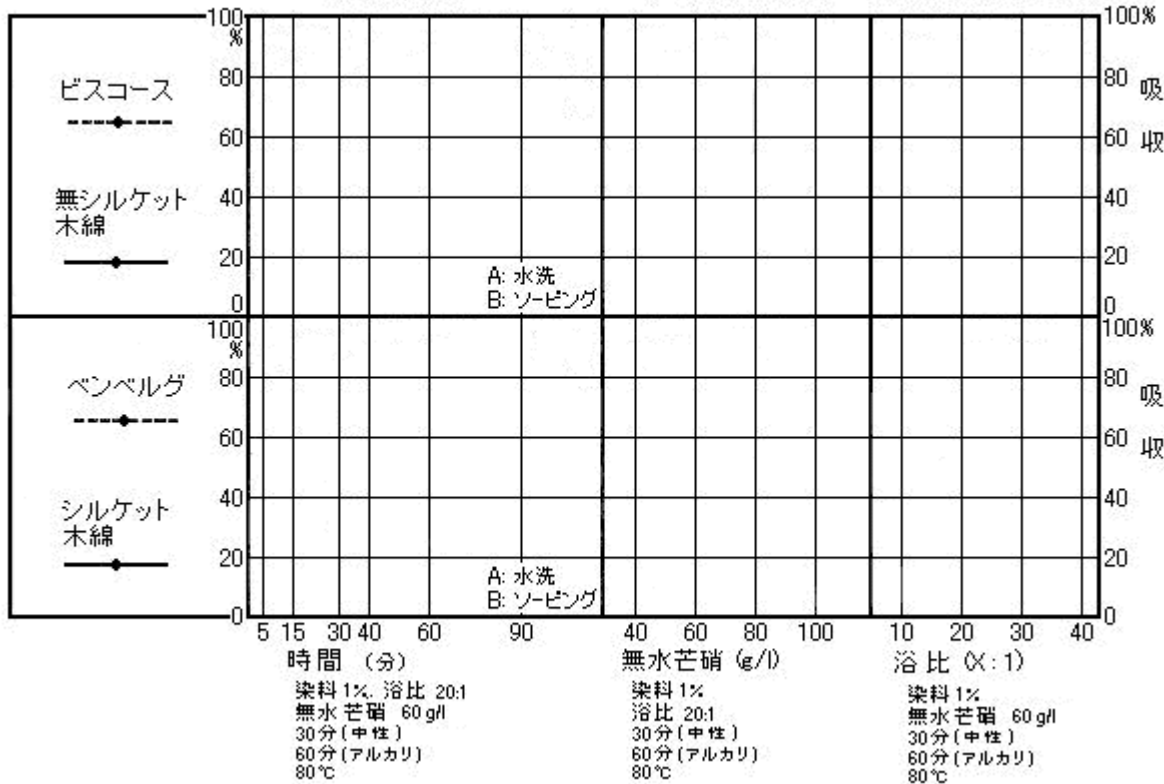 100% 100%
80 80
ビスコース
吸
60 60
収
無シルケット
木綿
40 40
20 20
A: 水洗
B: ソーピング
0 0
100% 100%
80 80
ベンベルグ
吸
60 60
収
シルケット
木綿
40 40
20 20
A: 水洗
B: ソーピング
0 0
5 15 30 40 60 90 40 60 80 100 10 20 30 40
時間 (分) 無水芒硝 (g/l) 浴比 (X:1)
染料 1%. 浴比 20:1
無水芒硝 60 g/l
30分(中性)
60分(アルカリ)
80℃
染料 1%
浴比 20:1
30分(中性)
60分(アルカリ)
80℃
染料 1%
無水芒硝 60 g/l
30分(中性)
60分(アルカリ)
80℃